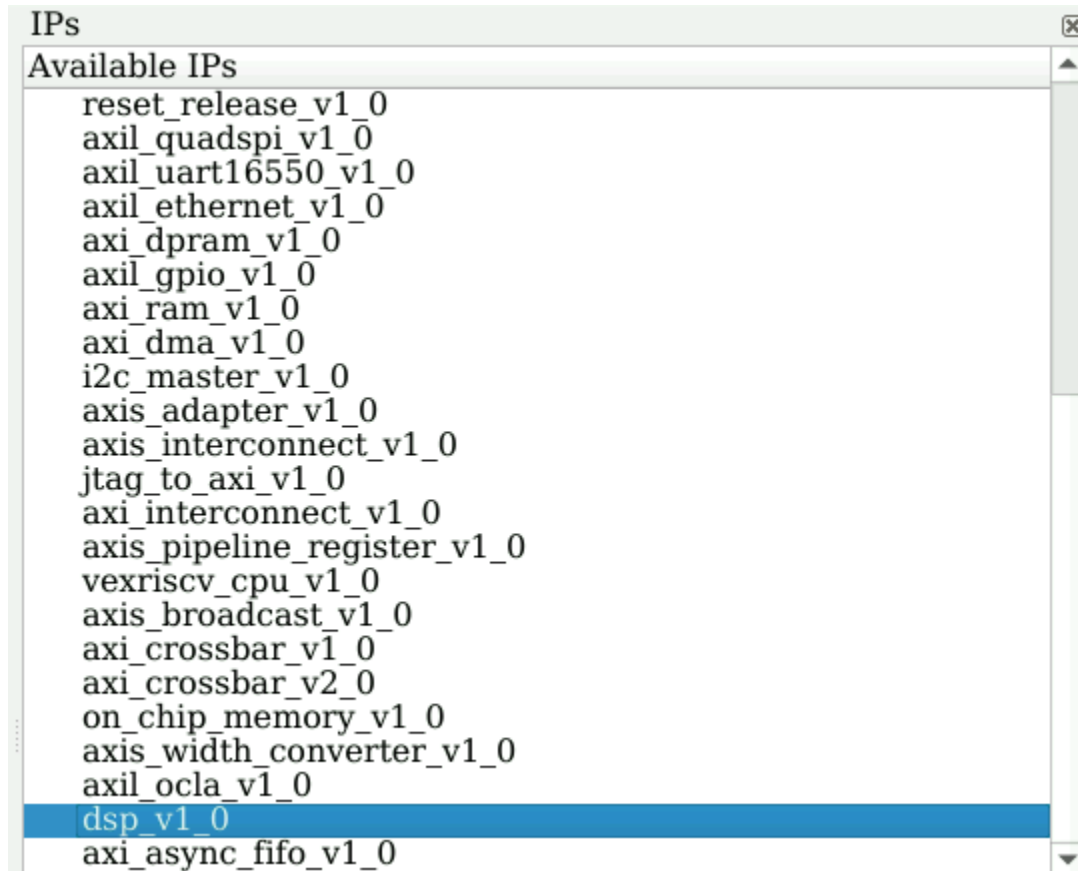 IPs
Available IPs
reset_release_v1_0
axil_quadspi_v1_0
axil_uart16550_v1_0
axil_ethernet_v1_0
axi_dpram_v1_0
axil_gpio_v1_0
axi_ram_v1_0
axi_dma_v1_0
i2c_master_v1_0
axis_adapter_v1_0
axis_interconnect_v1_0
jtag_to_axi_v1_0
axi_interconnect_v1_0
axis_pipeline_register_v1_0
vexriscv_cpu_v1_0
axis_broadcast_v1_0
axi_crossbar_v1_0
axi_crossbar_v2_0
on_chip_memory_v1_0
axis_width_converter_v1_0
axil_ocla_v1_0
dsp_v1_0
axi_async_fifo_v1_0